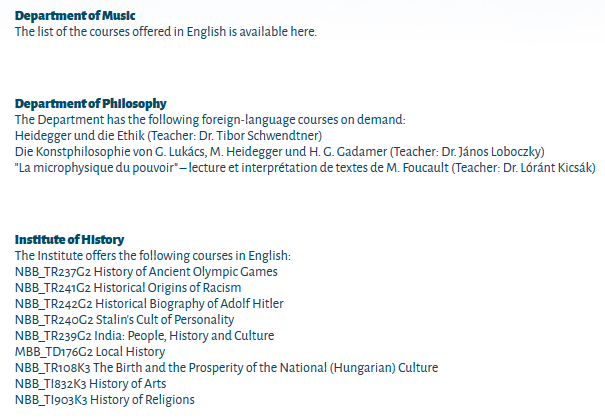 Department of Music
The list of the courses offered in English is available here.
Department of Philosophy
The Department has the following foreign-language courses on demand:
Heidegger und die Ethik (Teacher: Dr. Tibor Schwendtner)
Die Konstphilosophie von G. Lukács, M. Heidegger und H. G. Gadamer (Teacher: Dr. János Loboczky)
"La microphysique du pouvoir" – lecture et interprétation de textes de M. Foucault (Teacher: Dr. Lóránt Kicsák)
Institute of History
The Institute offers the following courses in English:
NBB_TR237G2 History of Ancient Olympic Games
NBB_TR241G2 Historical Origins of Racism
NBB_TR242G2 Historical Biography of Adolf Hitler
NBB_TR240G2 Stalin's Cult of Personality
NBB_TR239G2 India: People, History and Culture
MBB_TD176G2 Local History
NBB_TR108K3 The Birth and the Prosperity of the National (Hungarian) Culture
NBB_TI832K3 History of Arts
NBB_TI903K3 History of Religions